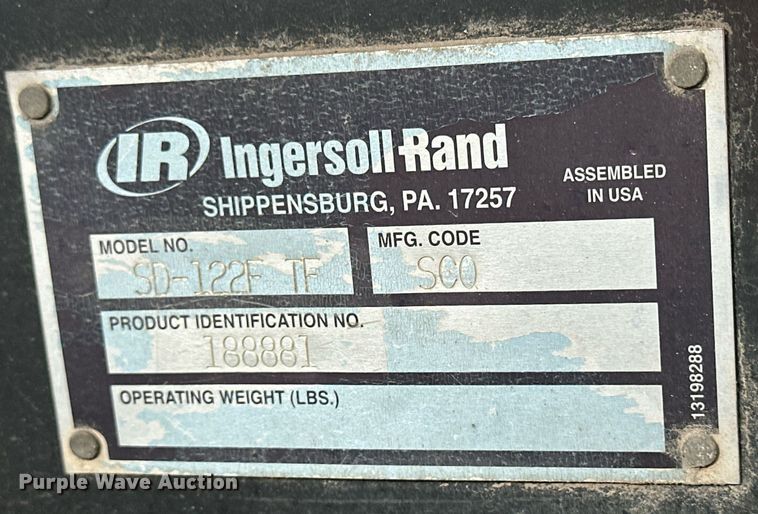 IR Ingersoll-Rand
SHIPPENSBURG, PA. 17257
ASSEMBLED
IN USA
MODEL NO.
SD-122F TF
MFG. CODE
SCQ
PRODUCT IDENTIFICATION NO.
188881
OPERATING WEIGHT (LBS.)
13198288
Purple Wave Auction